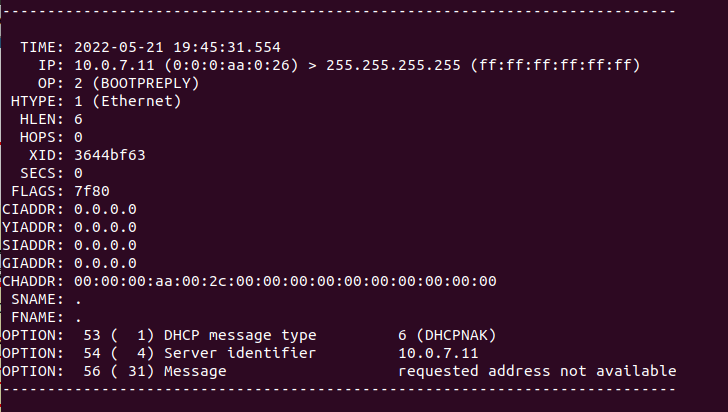 ---------------------------------------------------------------------------
TIME: 2022-05-21 19:45:31.554
IP: 10.0.7.11 (0:0:0:aa:0:26) > 255.255.255.255 (ff:ff:ff:ff:ff:ff)
OP: 2 (BOOTPREPLY)
HTYPE: 1 (Ethernet)
HLEN: 6
HOPS: 0
XID: 3644bf63
SECS: 0
FLAGS: 7f80
CIADDR: 0.0.0.0
YIADDR: 0.0.0.0
SIADDR: 0.0.0.0
GIADDR: 0.0.0.0
CHADDR: 00:00:00:aa:00:2c:00:00:00:00:00:00:00:00:00:00
SNAME: .
FNAME: .
OPTION:  53 (  1) DHCP message type         6 (DHCPNAK)
OPTION:  54 (  4) Server identifier         10.0.7.11
OPTION:  56 ( 31) Message                   requested address not available
---------------------------------------------------------------------------